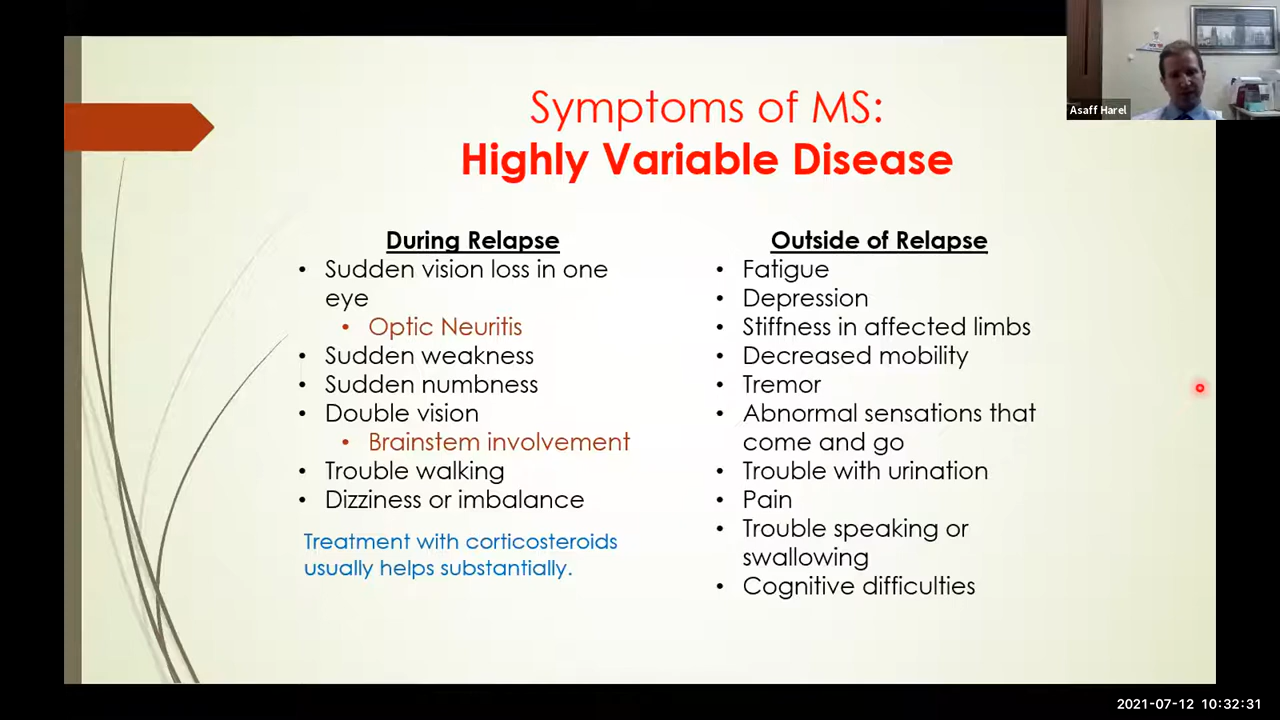 Asaff Harel
Symptoms of MS:
Highly Variable Disease
During Relapse
• Sudden vision loss in one
eye
• Optic Neuritis
• Sudden weakness
• Sudden numbness
• Double vision
• Brainstem involvement
• Trouble walking
• Dizziness or imbalance
Treatment with corticosteroids
usually helps substantially.
Outside of Relapse
• Fatigue
• Depression
• Stiffness in affected limbs
• Decreased mobility
• Tremor
• Abnormal sensations that
come and go
• Trouble with urination
• Pain
• Trouble speaking or
swallowing
• Cognitive difficulties
2021-07-12 10:32:31